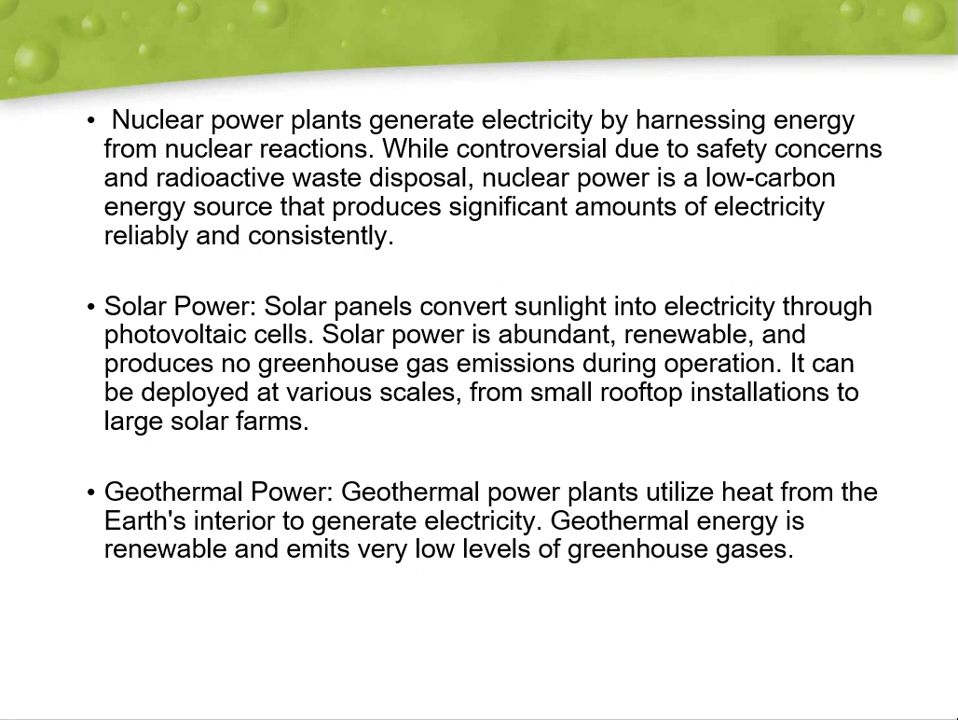 • Nuclear power plants generate electricity by harnessing energy
from nuclear reactions. While controversial due to safety concerns
and radioactive waste disposal, nuclear power is a low-carbon
energy source that produces significant amounts of electricity
reliably and consistently.
• Solar Power: Solar panels convert sunlight into electricity through
photovoltaic cells. Solar power is abundant, renewable, and
produces no greenhouse gas emissions during operation. It can
be deployed at various scales, from small rooftop installations to
large solar farms.
• Geothermal Power: Geothermal power plants utilize heat from the
Earth's interior to generate electricity. Geothermal energy is
renewable and emits very low levels of greenhouse gases.